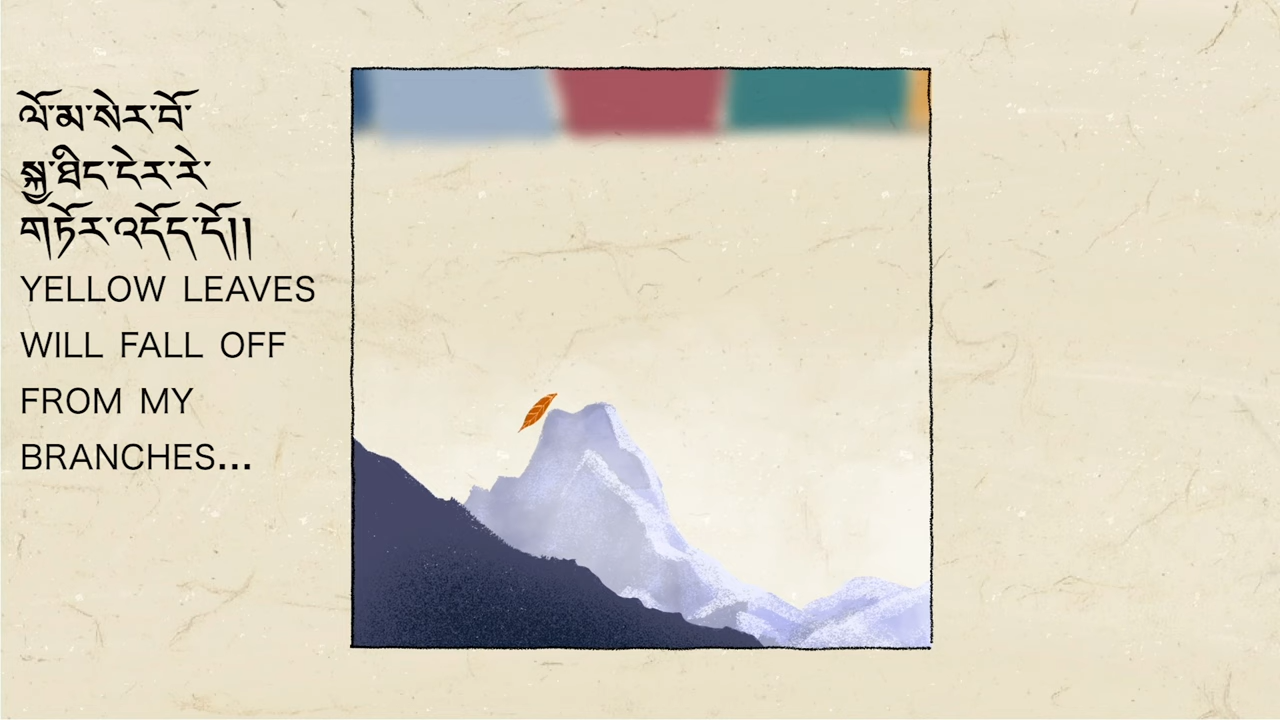 ལོ་མ་སེར་བོ་
སྐྱ་ཐིང་ངེར་རེ་
གཏོར་འདོད་དོ།།
YELLOW LEAVES
WILL FALL OFF
FROM MY
BRANCHES...